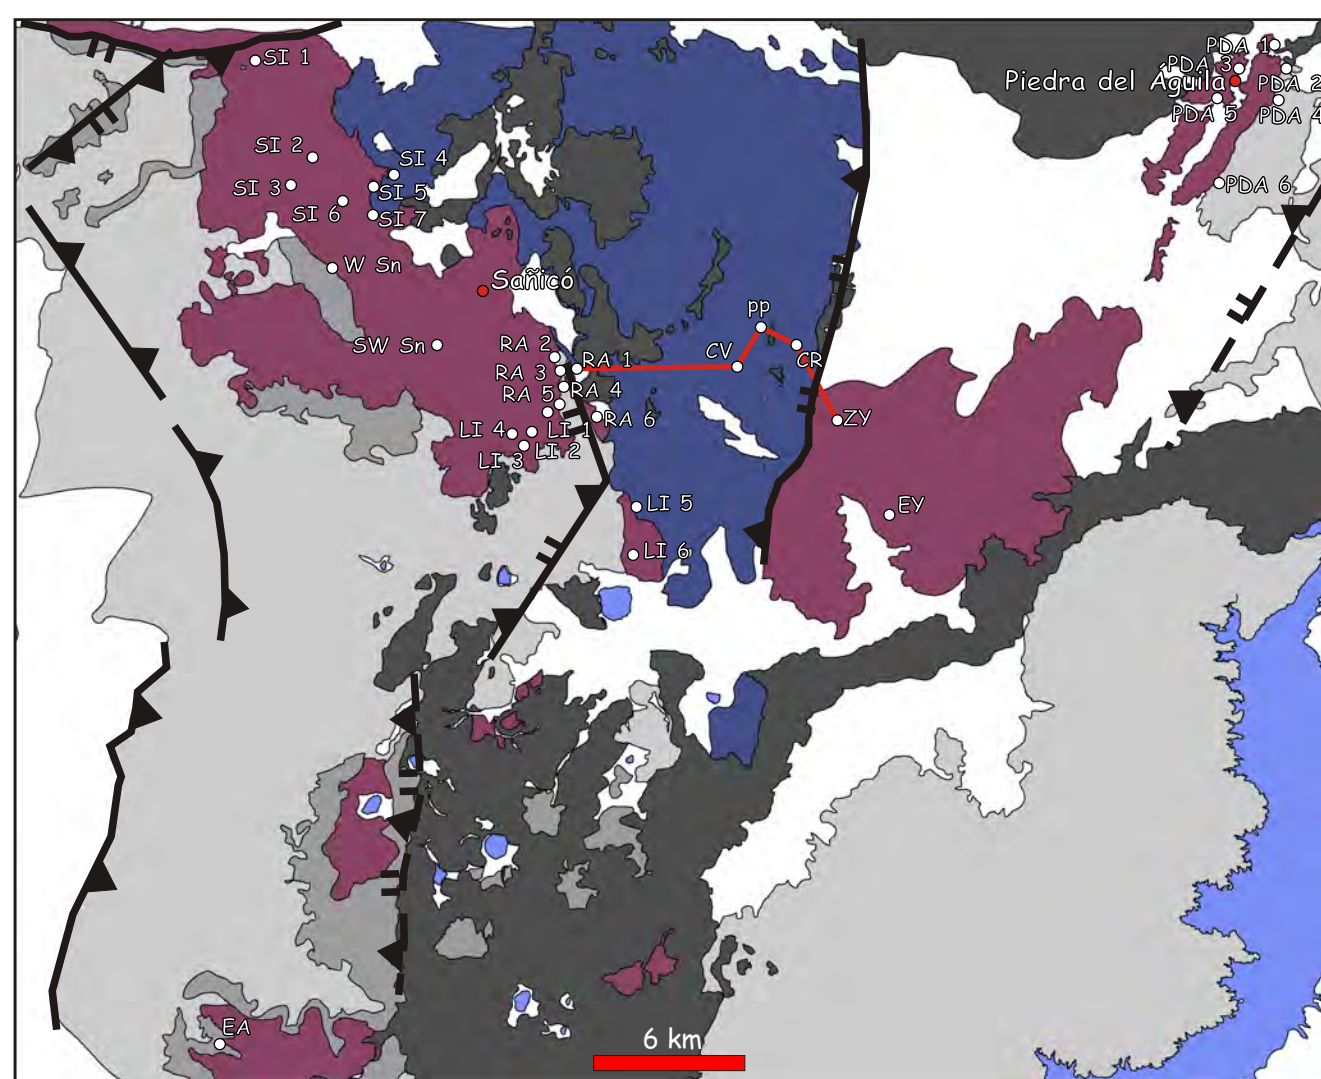 PDA 1
SI 1
PDA 3
Piedra del Águila
PDA 2
PDA 5
PDA 4
SI 2
SI 4
SI 3
SI 5
PDA 6
SI 6
SI 7
W Sn
Sañicó
pp
SW Sn
RA 2
RA 1
CV
CR
RA 3
RA 5
RA 4
RA 6
ZY
LI 4
LI 1
LI 2
LI 3
LI 5
EY
LI 6
EA
6 km